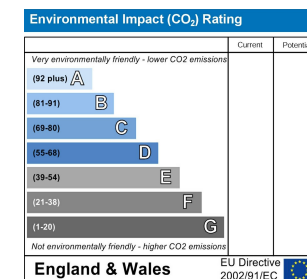 Environmental Impact (CO₂) Rating
Current Potenti
Very environmentally friendly - lower CO2 emissions
(92 plus) A
(81-91) B
(69-80) C
(55-68) D
(39-54) E
(21-38) F
(1-20) G
Not environmentally friendly - higher CO2 emissions
England & Wales
EU Directive
2002/91/EC